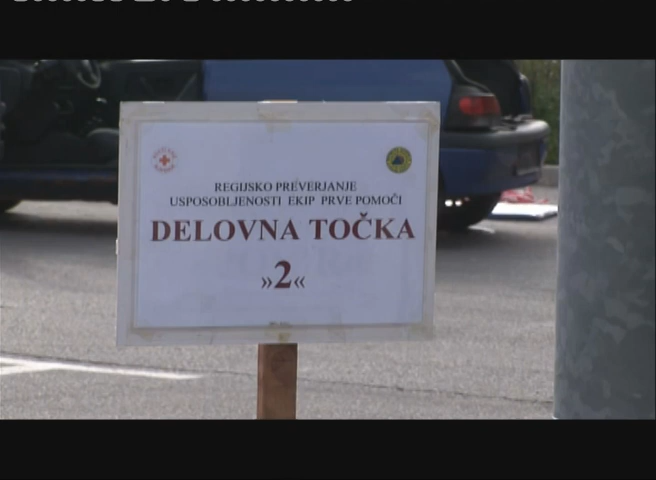 REGIJSKO PREVERJANJE
USPOSOBLJENOSTI EKIP PRVE POMOČI
DELOVNA TOČKA
»2«